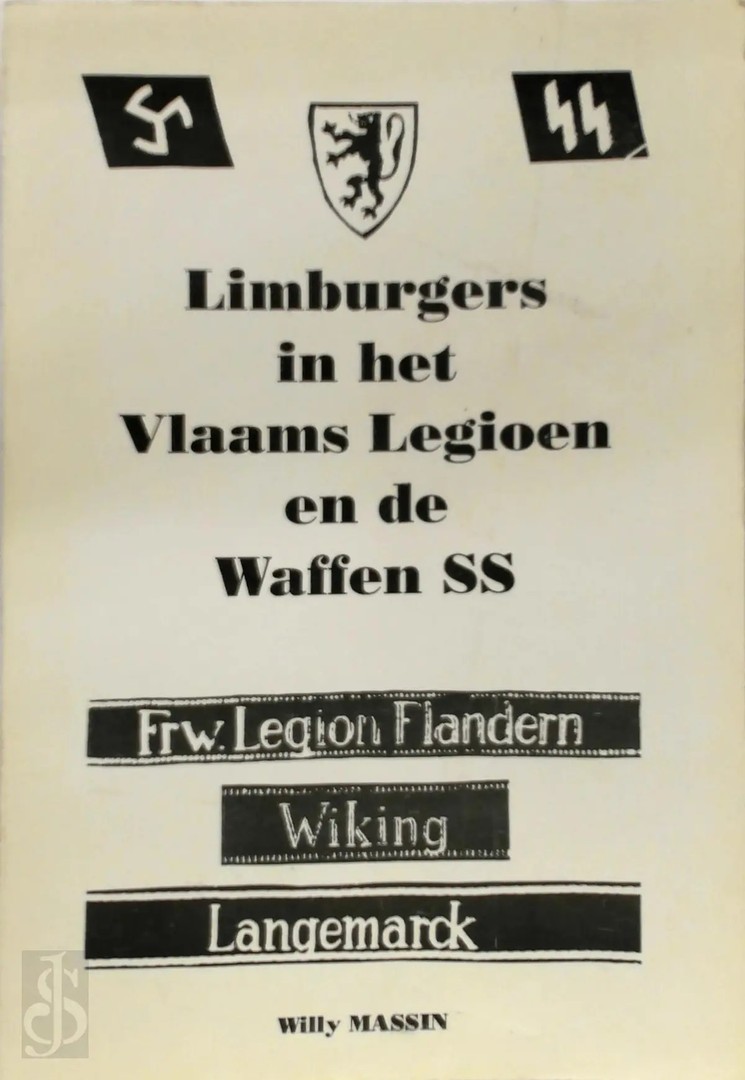 Limburgers
in het
Vlaams Legioen
en de
Waffen SS
Frw. Legion Flandern
Wiking
Langemarck
Willy MASSIN